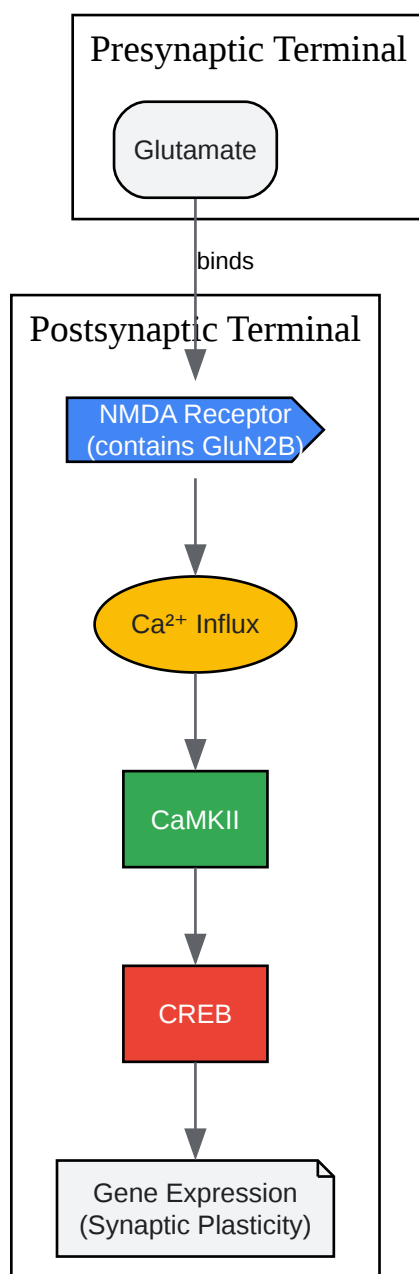 Presynaptic Terminal
Glutamate
binds
Postsynaptic Terminal
NMDA Receptor
(contains GluN2B)
Ca²⁺ Influx
CaMKII
CREB
Gene Expression
(Synaptic Plasticity)